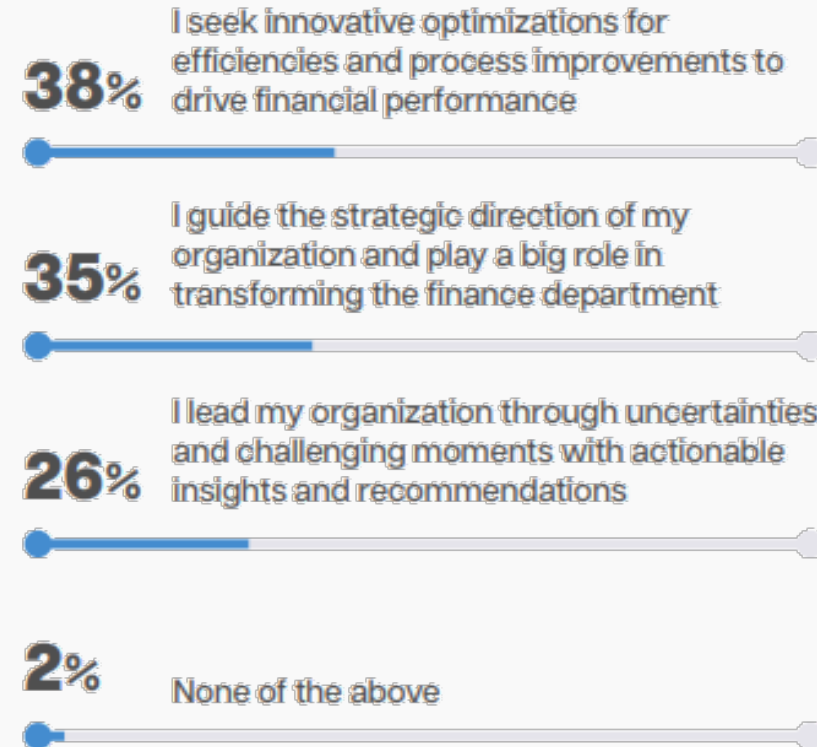 I seek innovative optimizations for
efficiencies and process improvements to
38% drive financial performance
I guide the strategic direction of my
organization and play a big role in
35% transforming the finance department
I lead my organization through uncertainties
and challenging moments with actionable
26% insights and recommendations
2% None of the above